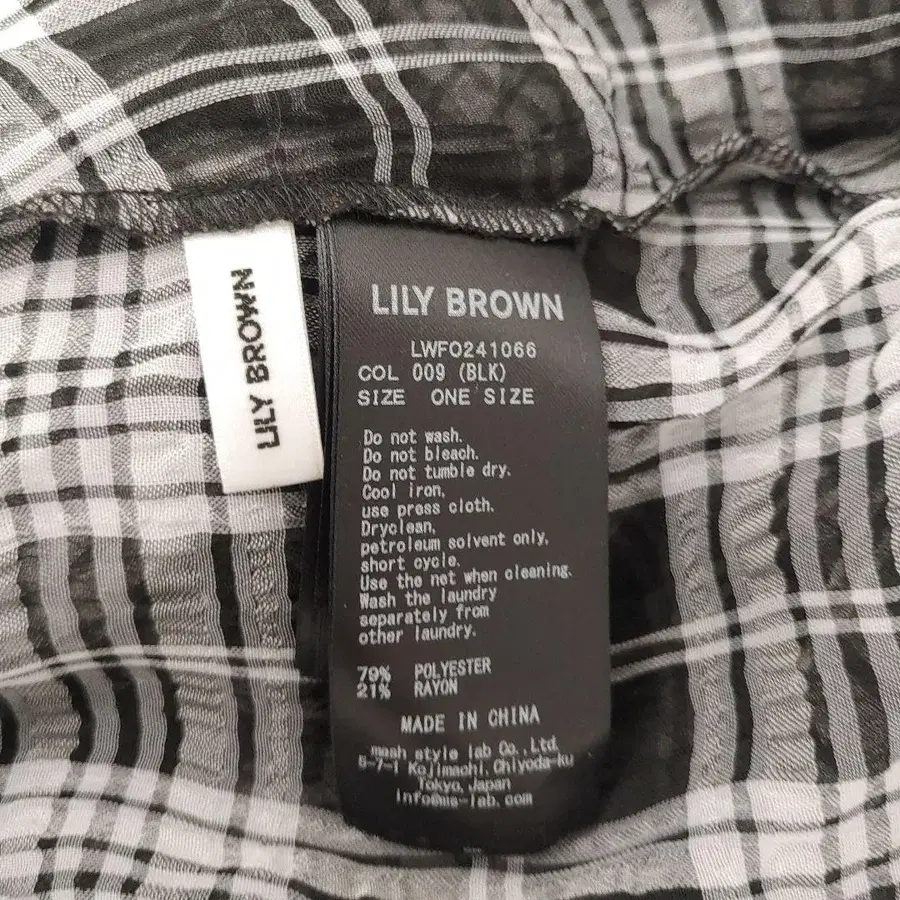 LILY BROWN
LILY BROWN
LWFO241066
COL 009 (BLK)
SIZE ONE SIZE
Do not wash.
Do not bleach.
Do not tumble dry.
Cool iron,
use press cloth.
Dryclean,
petroleum solvent only,
short cycle.
Use the net when cleaning.
Wash the laundry
separately from
other laundry.
79% POLYESTER
21% RAYON
MADE IN CHINA
mash style lab Co.,Ltd.
5-7-1 Kojimachi, Chiyoda-ku
Tokyo, Japan
info@ms-lab.com